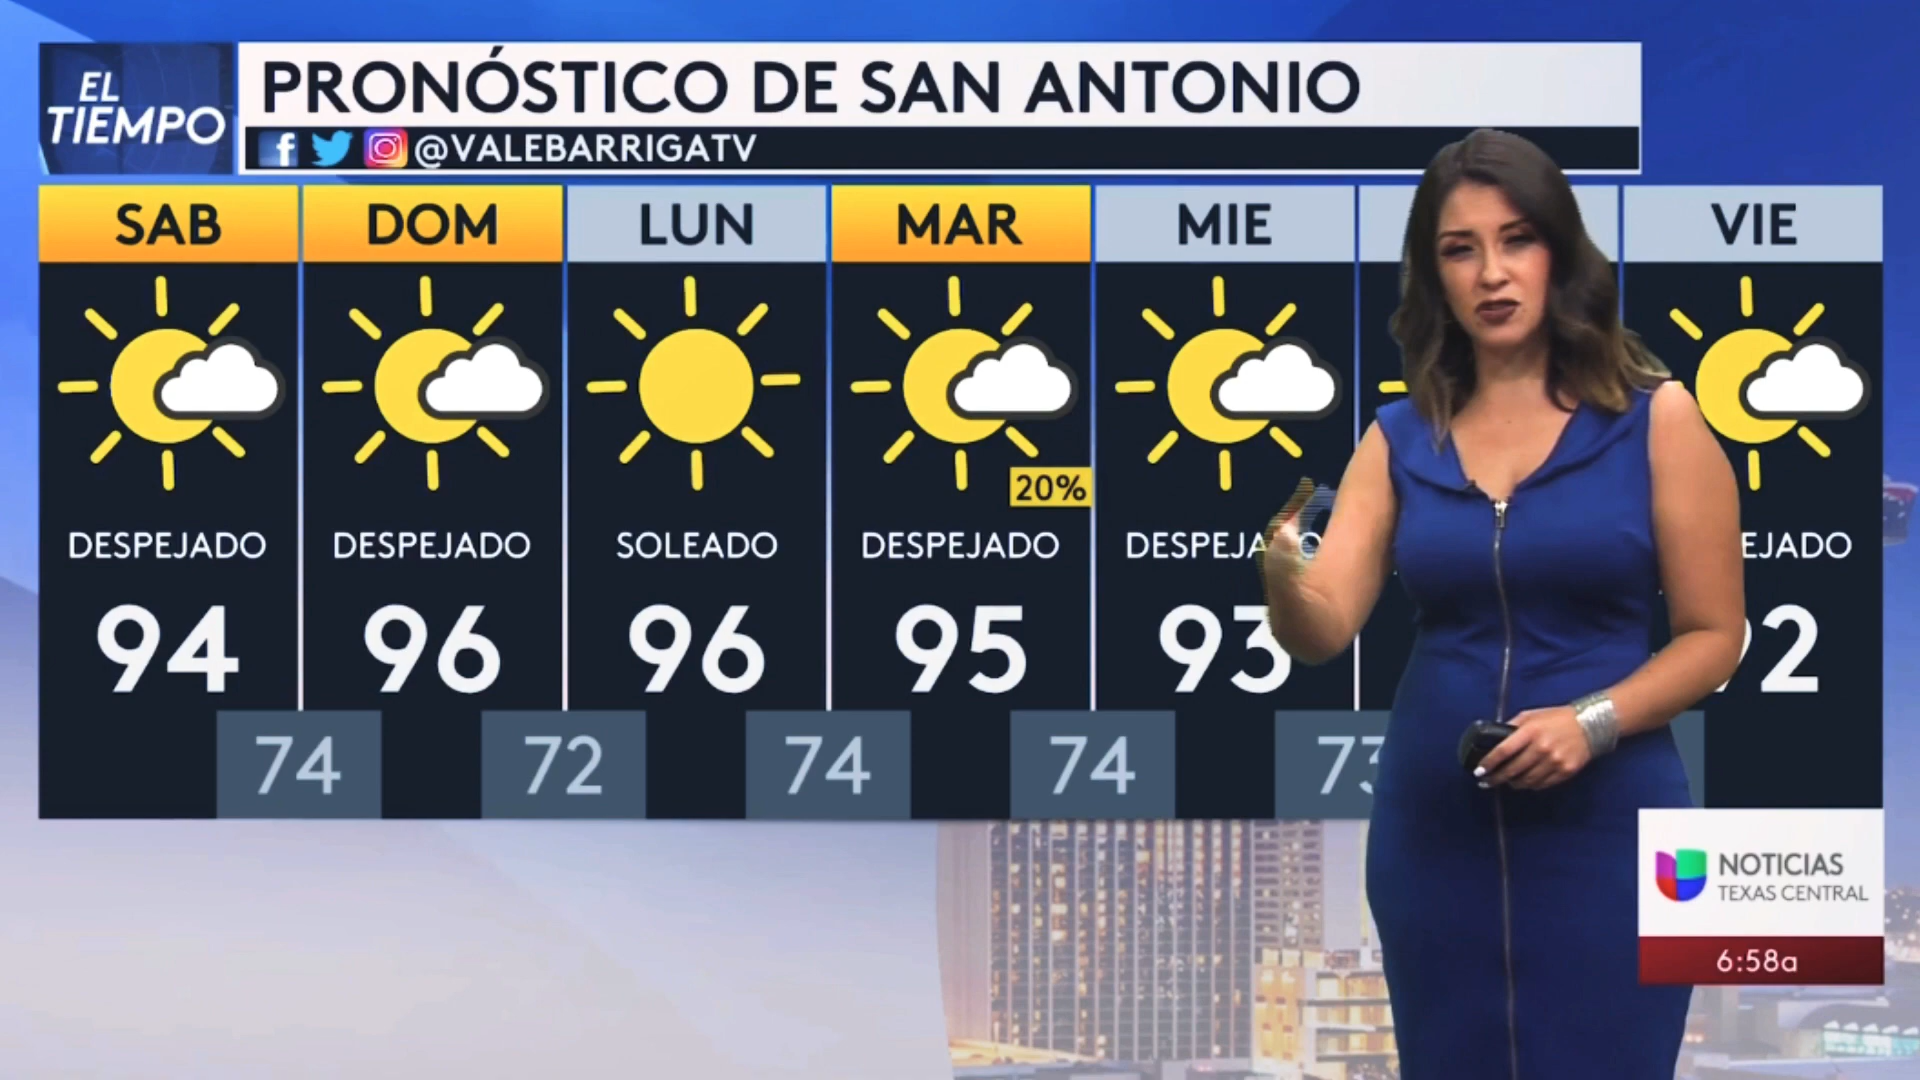 EL
TIEMPO
PRONÓSTICO DE SAN ANTONIO
@VALEBARRIGATV
SAB DOM LUN MAR MIE VIE
20%
DESPEJADO DESPEJADO SOLEADO DESPEJADO
94 96 96 95 93
74 72 74 74
NOTICIAS
TEXAS CENTRAL
6:58a